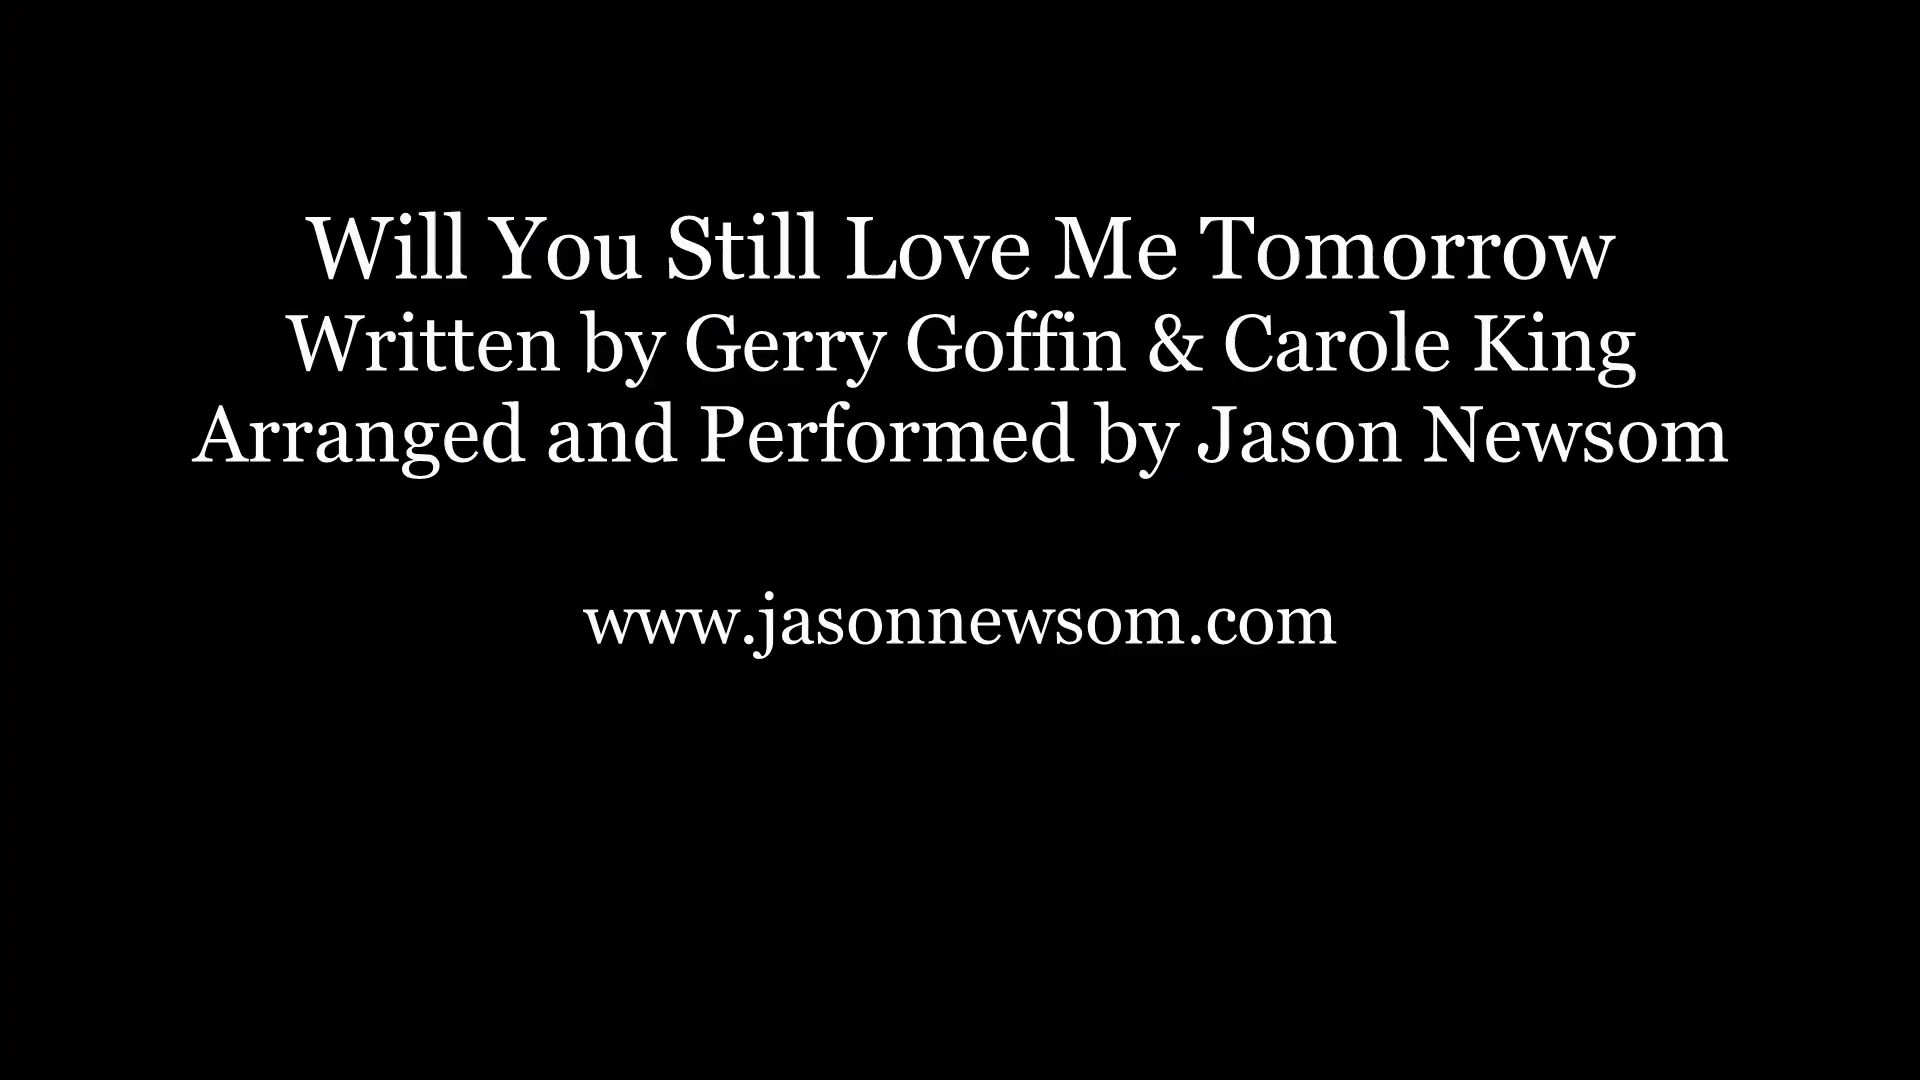 Will You Still Love Me Tomorrow
Written by Gerry Goffin & Carole King
Arranged and Performed by Jason Newsom
www.jasonnewsom.com